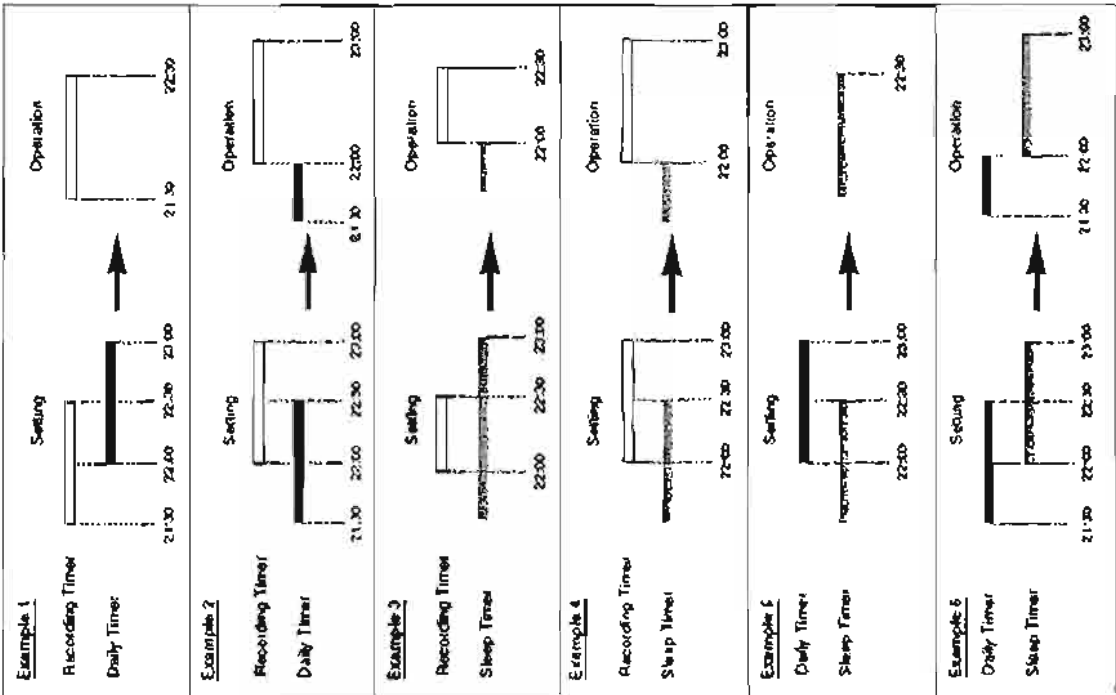 Example 1
Setting Operation
Recording Timer
Daily Timer
21:30 22:00 22:30 23:00 21:30 22:30
Example 2
Setting Operation
Recording Timer
Daily Timer
21:30 22:00 22:30 23:00 21:30 22:00 23:00
Example 3
Setting Operation
Recording Timer
Sleep Timer
22:00 22:30 23:00 22:00 22:30
Example 4
Setting Operation
Recording Timer
Sleep Timer
22:00 22:30 23:00 22:00 23:00
Example 5
Setting Operation
Daily Timer
Sleep Timer
22:00 22:30 23:00 22:30
Example 6
Setting Operation
Daily Timer
Sleep Timer
21:30 22:00 22:30 23:00 21:30 22:00 23:00